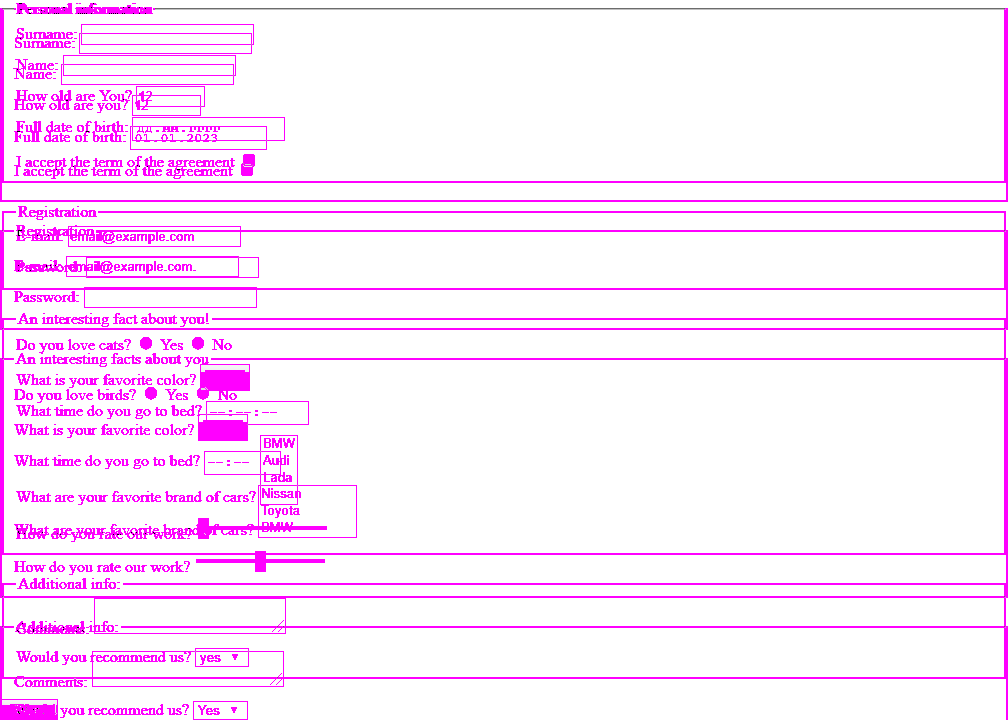 Personal information
Surname:
Surname:
Name:
Name:
How old are You? 12
How old are you? 12
Full date of birth:
Full date of birth: 01.01.2023
I accept the term of the agreement
I accept the term of the agreement
Registration
Registration
E-mail: email@example.com
E-mail: email@example.com.
Password:
Password:
An interesting fact about you!
Do you love cats? Yes No
An interesting facts about you
What is your favorite color?
Do you love birds? Yes No
What time do you go to bed? --:--:--
What is your favorite color?
BMW
What time do you go to bed? --:--
Audi
Lada
What are your favorite brand of cars? Nissan
Toyota
What are your favorite brand of cars? BMW
How do you rate our work?
How do you rate our work?
Additional info:
Additional info:
Comments:
Would you recommend us? yes
Comments:
you recommend us? Yes